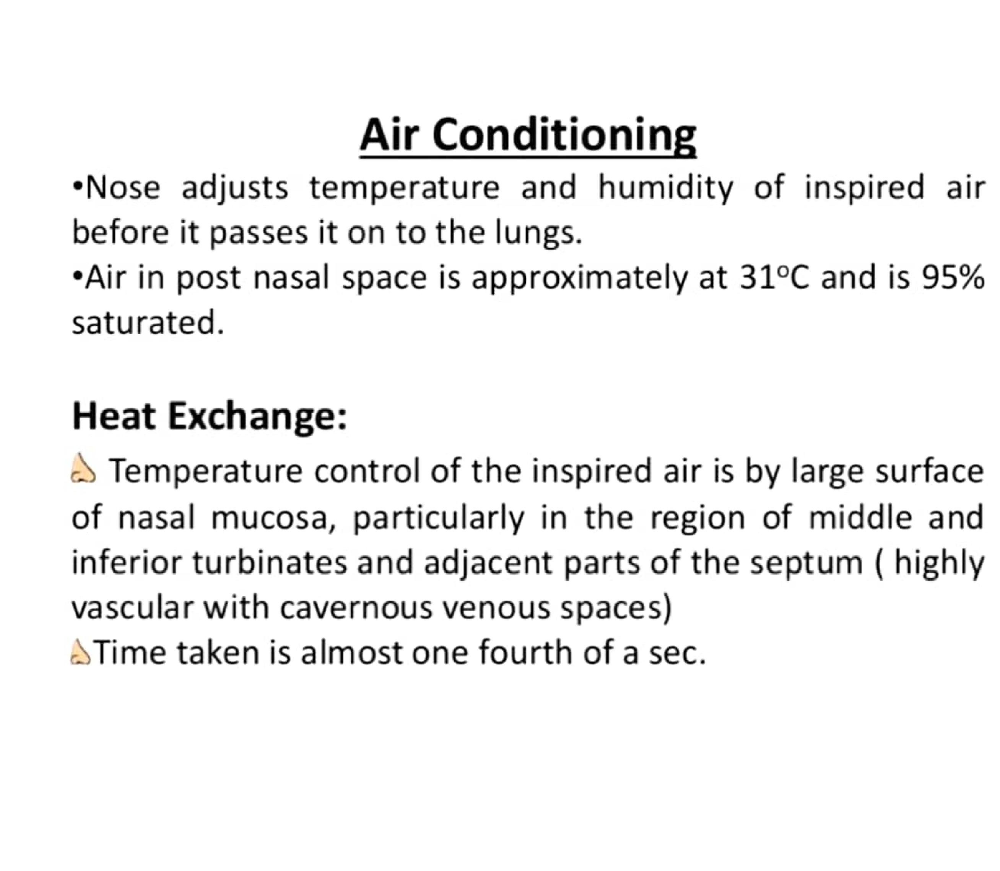 Air Conditioning
•Nose adjusts temperature and humidity of inspired air
before it passes it on to the lungs.
•Air in post nasal space is approximately at 31ºC and is 95%
saturated.
Heat Exchange:
Temperature control of the inspired air is by large surface
of nasal mucosa, particularly in the region of middle and
inferior turbinates and adjacent parts of the septum ( highly
vascular with cavernous venous spaces)
Time taken is almost one fourth of a sec.